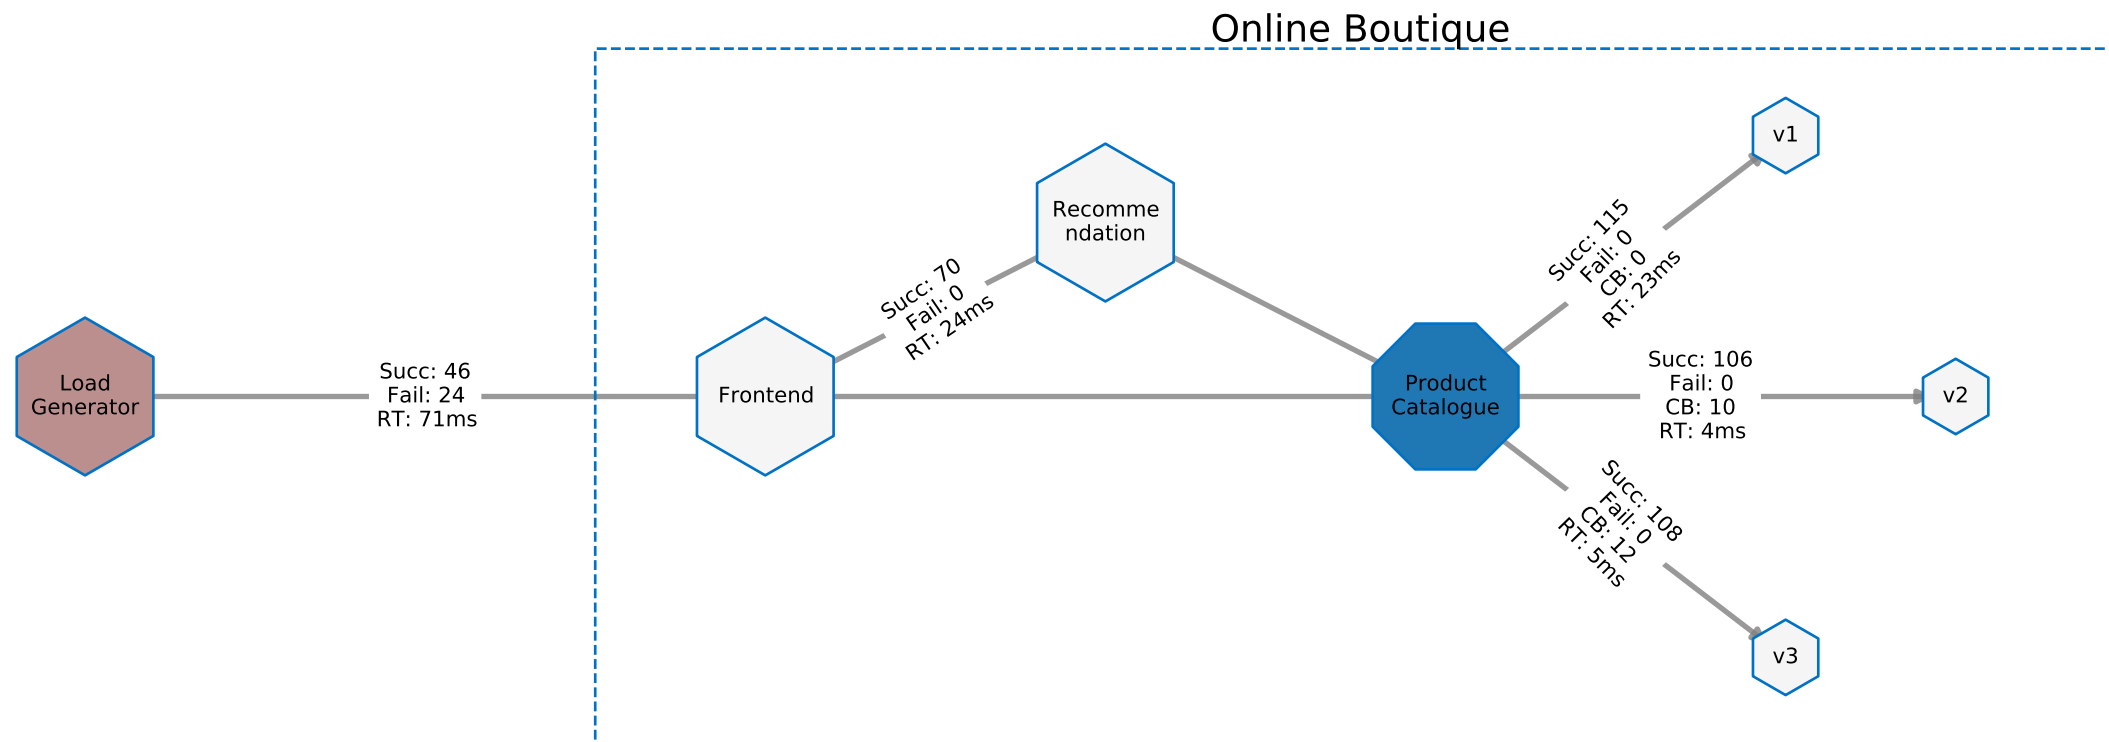 Online Boutique
Load
Generator
Succ: 46
Fail: 24
RT: 71ms
Frontend
Succ: 70
Fail: 0
RT: 24ms
Recomme
ndation
Product
Catalogue
Succ: 115
Fail: 0
CB: 0
RT: 23ms
v1
Succ: 106
Fail: 0
CB: 10
RT: 4ms
v2
Succ: 108
Fail: 0
CB: 12
RT: 5ms
v3